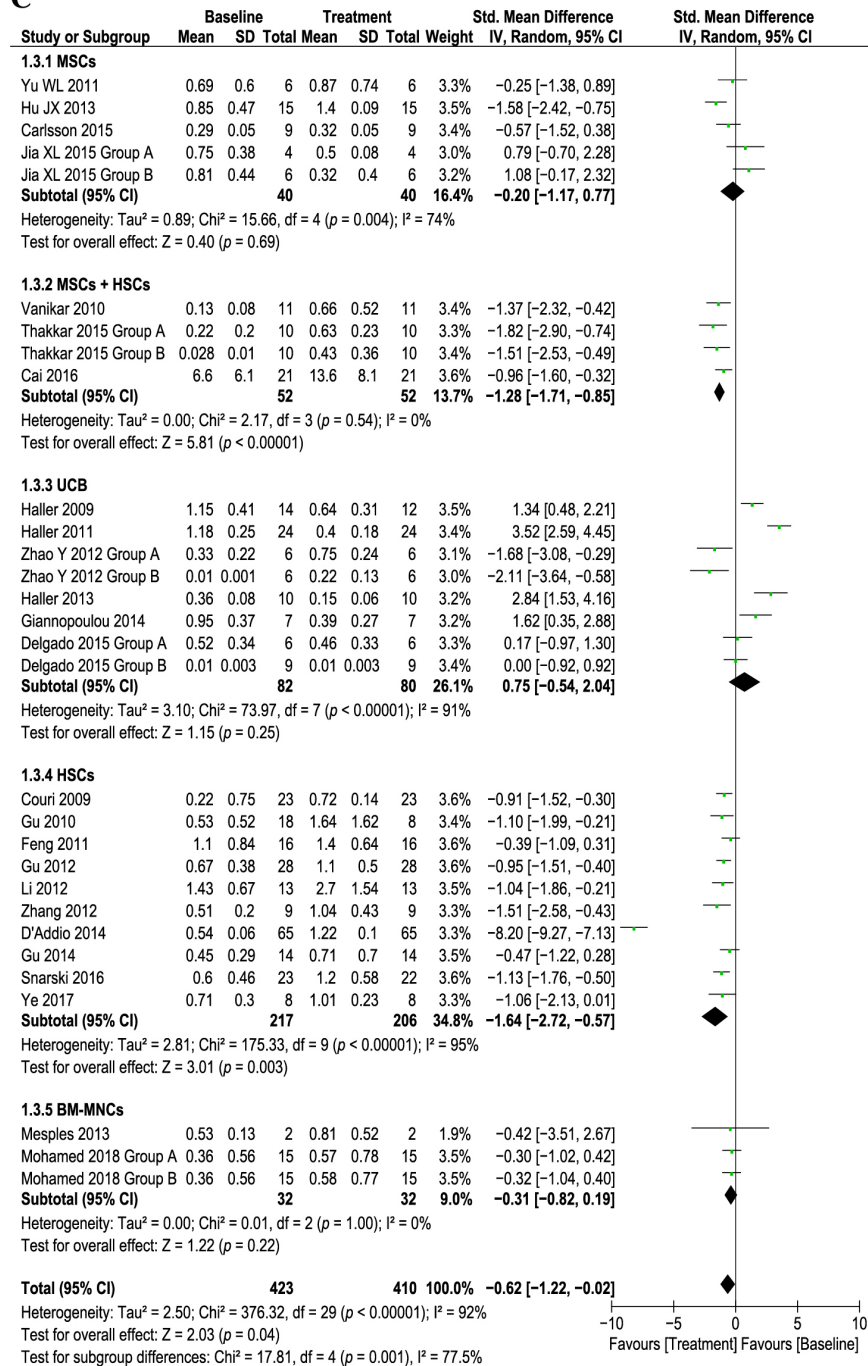 C
Baseline Treatment Std. Mean Difference Std. Mean Difference
Study or Subgroup Mean SD Total Mean SD Total Weight IV, Random, 95% CI IV, Random, 95% CI
1.3.1 MSCs
Yu WL 2011 0.69 0.6 6 0.87 0.74 6 3.3% −0.25 [−1.38, 0.89]
Hu JX 2013 0.85 0.47 15 1.4 0.09 15 3.5% −1.58 [−2.42, −0.75]
Carlsson 2015 0.29 0.05 9 0.32 0.05 9 3.4% −0.57 [−1.52, 0.38]
Jia XL 2015 Group A 0.75 0.38 4 0.5 0.08 4 3.0% 0.79 [−0.70, 2.28]
Jia XL 2015 Group B 0.81 0.44 6 0.32 0.4 6 3.2% 1.08 [−0.17, 2.32]
Subtotal (95% CI) 40 40 16.4% −0.20 [−1.17, 0.77]
Heterogeneity: Tau² = 0.89; Chi² = 15.66, df = 4 (p = 0.004); I² = 74%
Test for overall effect: Z = 0.40 (p = 0.69)
1.3.2 MSCs + HSCs
Vanikar 2010 0.13 0.08 11 0.66 0.52 11 3.4% −1.37 [−2.32, −0.42]
Thakkar 2015 Group A 0.22 0.2 10 0.63 0.23 10 3.3% −1.82 [−2.90, −0.74]
Thakkar 2015 Group B 0.028 0.01 10 0.43 0.36 10 3.4% −1.51 [−2.53, −0.49]
Cai 2016 6.6 6.1 21 13.6 8.1 21 3.6% −0.96 [−1.60, −0.32]
Subtotal (95% CI) 52 52 13.7% −1.28 [−1.71, −0.85]
Heterogeneity: Tau² = 0.00; Chi² = 2.17, df = 3 (p = 0.54); I² = 0%
Test for overall effect: Z = 5.81 (p < 0.00001)
1.3.3 UCB
Haller 2009 1.15 0.41 14 0.64 0.31 12 3.5% 1.34 [0.48, 2.21]
Haller 2011 1.18 0.25 24 0.4 0.18 24 3.4% 3.52 [2.59, 4.45]
Zhao Y 2012 Group A 0.33 0.22 6 0.75 0.24 6 3.1% −1.68 [−3.08, −0.29]
Zhao Y 2012 Group B 0.01 0.001 6 0.22 0.13 6 3.0% −2.11 [−3.64, −0.58]
Haller 2013 0.36 0.08 10 0.15 0.06 10 3.2% 2.84 [1.53, 4.16]
Giannopoulou 2014 0.95 0.37 7 0.39 0.27 7 3.2% 1.62 [0.35, 2.88]
Delgado 2015 Group A 0.52 0.34 6 0.46 0.33 6 3.3% 0.17 [−0.97, 1.30]
Delgado 2015 Group B 0.01 0.003 9 0.01 0.003 9 3.4% 0.00 [−0.92, 0.92]
Subtotal (95% CI) 82 80 26.1% 0.75 [−0.54, 2.04]
Heterogeneity: Tau² = 3.10; Chi² = 73.97, df = 7 (p < 0.00001); I² = 91%
Test for overall effect: Z = 1.15 (p = 0.25)
1.3.4 HSCs
Couri 2009 0.22 0.75 23 0.72 0.14 23 3.6% −0.91 [−1.52, −0.30]
Gu 2010 0.53 0.52 18 1.64 1.62 8 3.4% −1.10 [−1.99, −0.21]
Feng 2011 1.1 0.84 16 1.4 0.64 16 3.6% −0.39 [−1.09, 0.31]
Gu 2012 0.67 0.38 28 1.1 0.5 28 3.6% −0.95 [−1.51, −0.40]
Li 2012 1.43 0.67 13 2.7 1.54 13 3.5% −1.04 [−1.86, −0.21]
Zhang 2012 0.51 0.2 9 1.04 0.43 9 3.3% −1.51 [−2.58, −0.43]
D'Addio 2014 0.54 0.06 65 1.22 0.1 65 3.3% −8.20 [−9.27, −7.13]
Gu 2014 0.45 0.29 14 0.71 0.7 14 3.5% −0.47 [−1.22, 0.28]
Snarski 2016 0.6 0.46 23 1.2 0.58 22 3.6% −1.13 [−1.76, −0.50]
Ye 2017 0.71 0.3 8 1.01 0.23 8 3.3% −1.06 [−2.13, 0.01]
Subtotal (95% CI) 217 206 34.8% −1.64 [−2.72, −0.57]
Heterogeneity: Tau² = 2.81; Chi² = 175.33, df = 9 (p < 0.00001); I² = 95%
Test for overall effect: Z = 3.01 (p = 0.003)
1.3.5 BM-MNCs
Mesples 2013 0.53 0.13 2 0.81 0.52 2 1.9% −0.42 [−3.51, 2.67]
Mohamed 2018 Group A 0.36 0.56 15 0.57 0.78 15 3.5% −0.30 [−1.02, 0.42]
Mohamed 2018 Group B 0.36 0.56 15 0.58 0.77 15 3.5% −0.32 [−1.04, 0.40]
Subtotal (95% CI) 32 32 9.0% −0.31 [−0.82, 0.19]
Heterogeneity: Tau² = 0.00; Chi² = 0.01, df = 2 (p = 1.00); I² = 0%
Test for overall effect: Z = 1.22 (p = 0.22)
Total (95% CI) 423 410 100.0% −0.62 [−1.22, −0.02]
Heterogeneity: Tau² = 2.50; Chi² = 376.32, df = 29 (p < 0.00001); I² = 92%
Test for overall effect: Z = 2.03 (p = 0.04)
Test for subgroup differences: Chi² = 17.81, df = 4 (p = 0.001), I² = 77.5%
−10 −5 0 5 10
Favours [Treatment] Favours [Baseline]